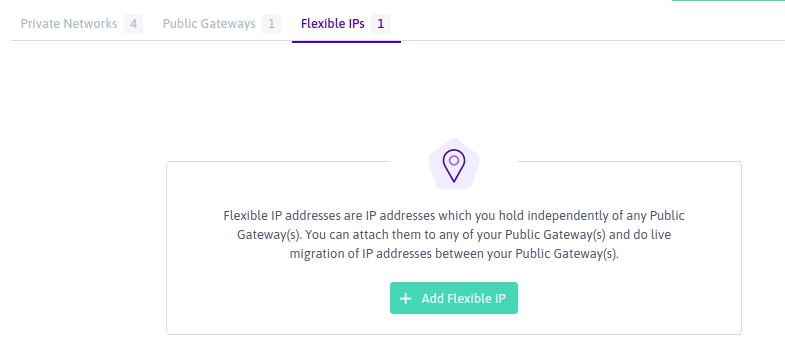 Private Networks 4 Public Gateways 1 Flexible IPs 1
Flexible IP addresses are IP addresses which you hold independently of any Public
Gateway(s). You can attach them to any of your Public Gateway(s) and do live
migration of IP addresses between your Public Gateway(s).
+ Add Flexible IP